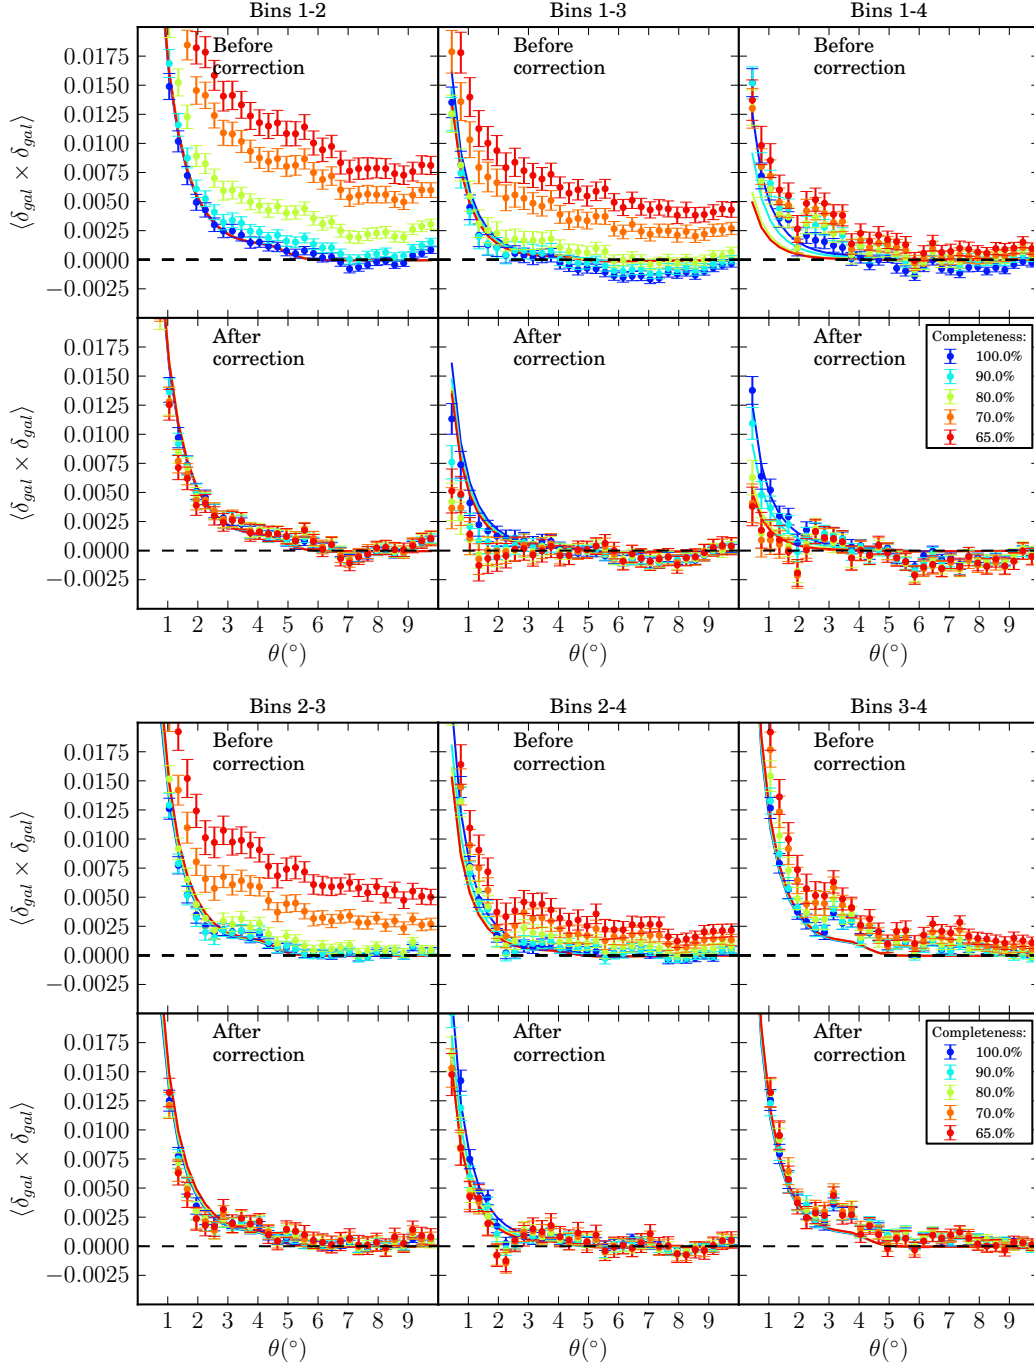 Bins 1-2 Bins 1-3 Bins 1-4
Before
correction
Before
correction
Before
correction
0.0175
0.0150
0.0125
0.0100
0.0075
0.0050
0.0025
0.0000
−0.0025
⟨δ_gal × δ_gal⟩
After
correction
After
correction
After
correction
Completeness:
100.0%
90.0%
80.0%
70.0%
65.0%
0.0175
0.0150
0.0125
0.0100
0.0075
0.0050
0.0025
0.0000
−0.0025
⟨δ_gal × δ_gal⟩
1 2 3 4 5 6 7 8 9 1 2 3 4 5 6 7 8 9 1 2 3 4 5 6 7 8 9
θ(°) θ(°) θ(°)
Bins 2-3 Bins 2-4 Bins 3-4
Before
correction
Before
correction
Before
correction
0.0175
0.0150
0.0125
0.0100
0.0075
0.0050
0.0025
0.0000
−0.0025
⟨δ_gal × δ_gal⟩
After
correction
After
correction
After
correction
Completeness:
100.0%
90.0%
80.0%
70.0%
65.0%
0.0175
0.0150
0.0125
0.0100
0.0075
0.0050
0.0025
0.0000
−0.0025
⟨δ_gal × δ_gal⟩
1 2 3 4 5 6 7 8 9 1 2 3 4 5 6 7 8 9 1 2 3 4 5 6 7 8 9
θ(°) θ(°) θ(°)